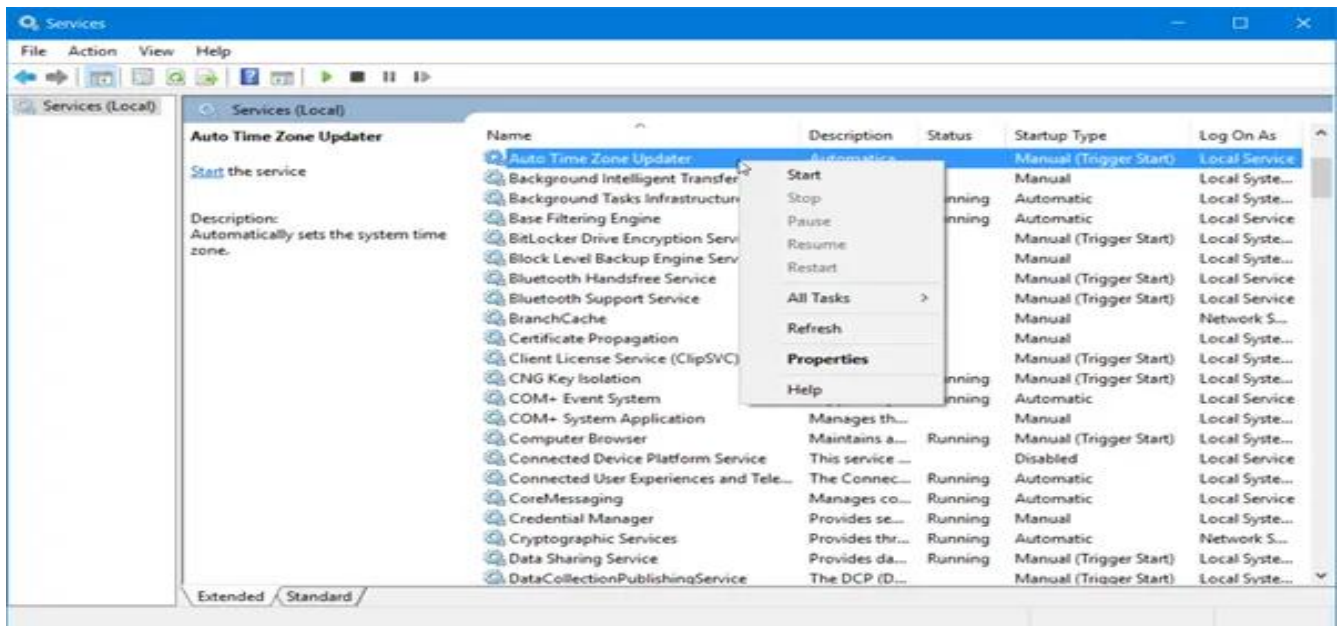 Services
File Action View Help
Services (Local)
Services (Local)
Auto Time Zone Updater
Start the service
Description:
Automatically sets the system time
zone.
Name Description Status Startup Type Log On As
Auto Time Zone Updater Automatica... Manual (Trigger Start) Local Service
Background Intelligent Transfer Manual Local Syste...
Background Tasks Infrastructure nning Automatic Local Syste...
Base Filtering Engine nning Automatic Local Service
BitLocker Drive Encryption Serv Manual (Trigger Start) Local Syste...
Block Level Backup Engine Serv Manual Local Syste...
Bluetooth Handsfree Service Manual (Trigger Start) Local Service
Bluetooth Support Service Manual (Trigger Start) Local Service
BranchCache Manual Network S...
Certificate Propagation Manual Local Syste...
Client License Service (ClipSVC) Manual (Trigger Start) Local Syste...
CNG Key Isolation nning Manual (Trigger Start) Local Syste...
COM+ Event System nning Automatic Local Service
COM+ System Application Manages th... Manual Local Syste...
Computer Browser Maintains a... Running Manual (Trigger Start) Local Syste...
Connected Device Platform Service This service ... Disabled Local Service
Connected User Experiences and Tele... The Connec... Running Automatic Local Syste...
CoreMessaging Manages co... Running Automatic Local Service
Credential Manager Provides se... Running Manual Local Syste...
Cryptographic Services Provides thr... Running Automatic Network S...
Data Sharing Service Provides da... Running Manual (Trigger Start) Local Syste...
DataCollectionPublishingService The DCP (D... Manual (Trigger Start) Local Syste...
Start
Stop
Pause
Resume
Restart
All Tasks >
Refresh
Properties
Help
Extended Standard